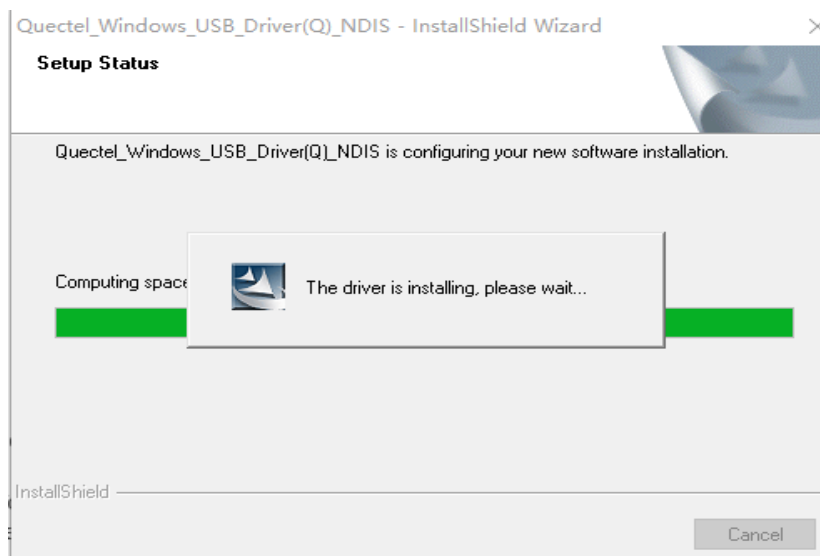 Quectel_Windows_USB_Driver(Q)_NDIS - InstallShield Wizard
Setup Status
Quectel_Windows_USB_Driver(Q)_NDIS is configuring your new software installation.
Computing space
The driver is installing, please wait...
InstallShield
Cancel